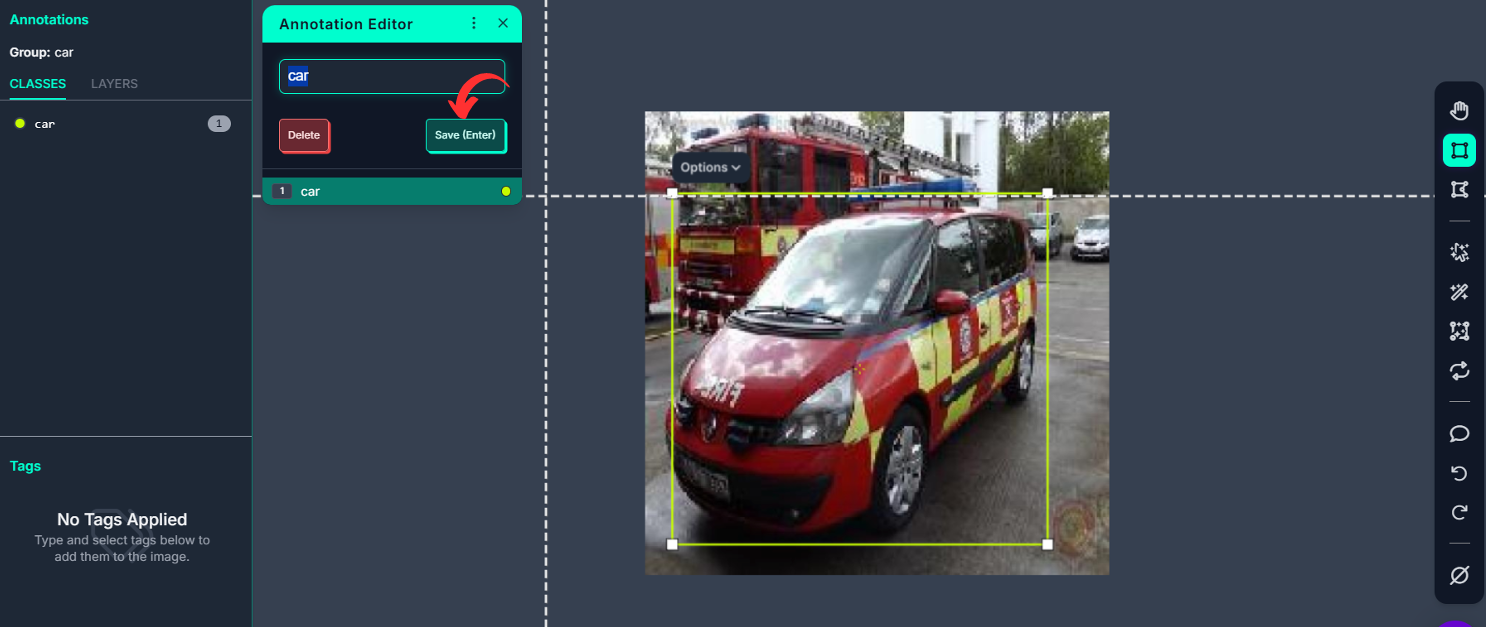 Annotations
Group: car
CLASSES LAYERS
car 1
Tags
No Tags Applied
Type and select tags below to
add them to the image.
Annotation Editor
car
Delete Save (Enter)
1 car
Options
FIRE